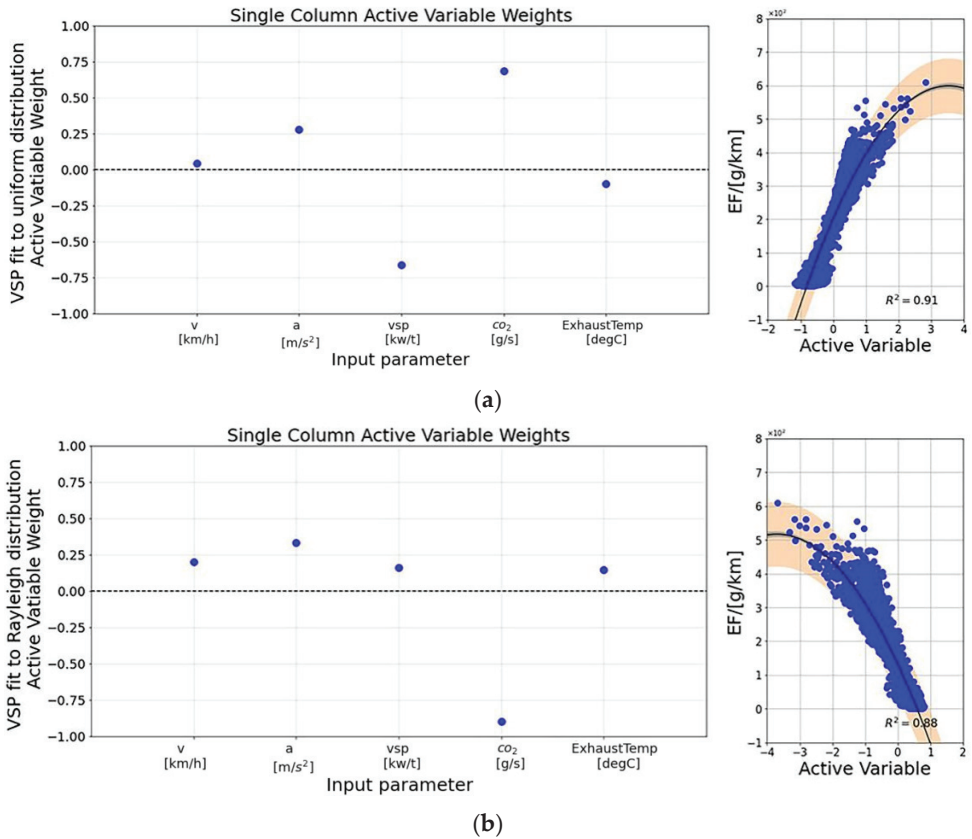 Single Column Active Variable Weights
VSP fit to uniform distribution
Active Vatiable Weight
1.00
0.75
0.50
0.25
0.00
−0.25
−0.50
−0.75
−1.00
v
[km/h]
a
[m/s²]
vsp
[kw/t]
co₂
[g/s]
ExhaustTemp
[degC]
Input parameter
×10²
EF/[g/km]
8
7
6
5
4
3
2
1
0
−1
R² = 0.91
−2 −1 0 1 2 3 4
Active Variable
(a)
Single Column Active Variable Weights
VSP fit to Rayleigh distribution
Active Vatiable Weight
1.00
0.75
0.50
0.25
0.00
−0.25
−0.50
−0.75
−1.00
v
[km/h]
a
[m/s²]
vsp
[kw/t]
co₂
[g/s]
ExhaustTemp
[degC]
Input parameter
×10²
EF/[g/km]
8
7
6
5
4
3
2
1
0
−1
R² = 0.88
−4 −3 −2 −1 0 1 2
Active Variable
(b)